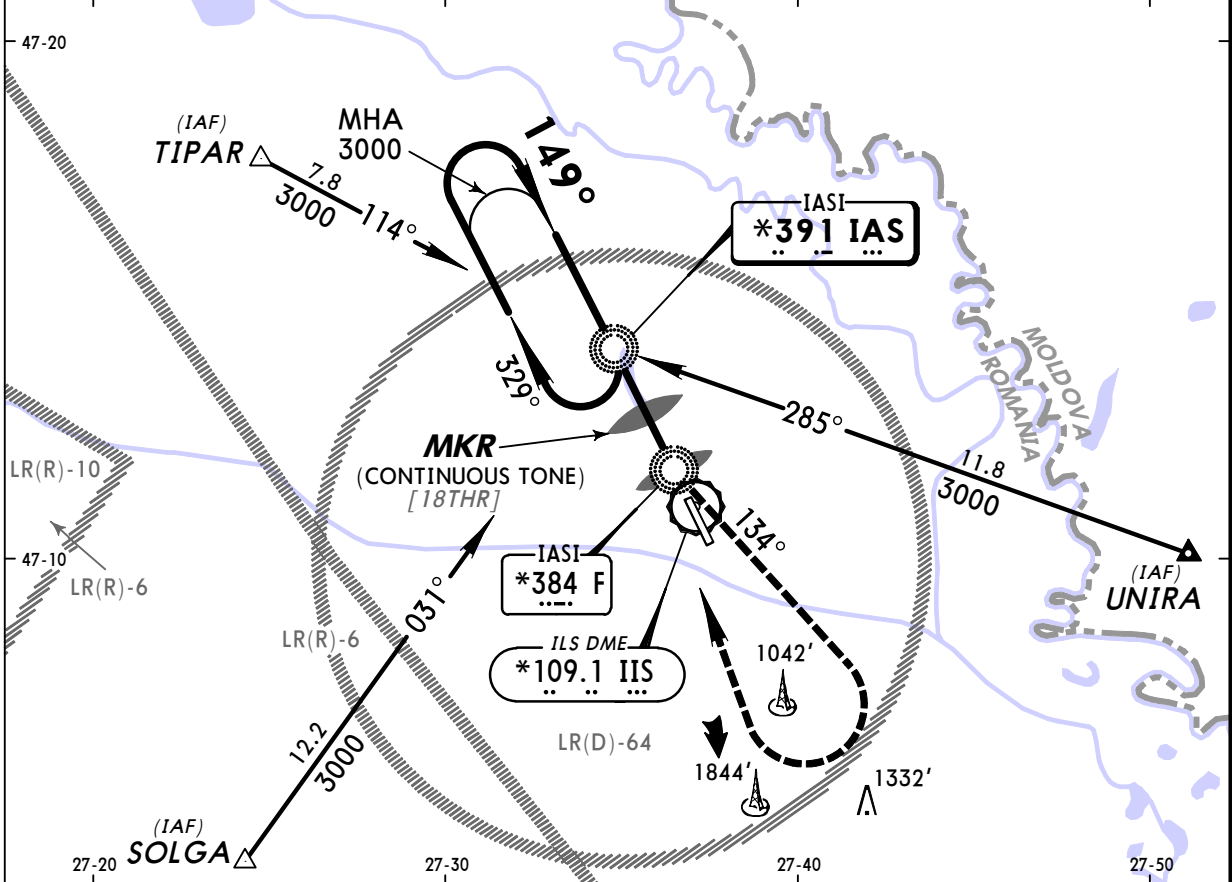 47-20
(IAF)
TIPAR
7.8
3000
114°
MHA
3000
149°
IASI
*391 IAS
329°
MOLDOVA
ROMANIA
285°
11.8
3000
MKR
(CONTINUOUS TONE)
[18THR]
LR(R)-10
47-10
LR(R)-6
134°
(IAF)
UNIRA
IASI
*384 F
031°
LR(R)-6
ILS DME
*109.1 IIS
1042'
12.2
3000
LR(D)-64
1844'
1332'
(IAF)
SOLGA
27-20
27-30
27-40
27-50